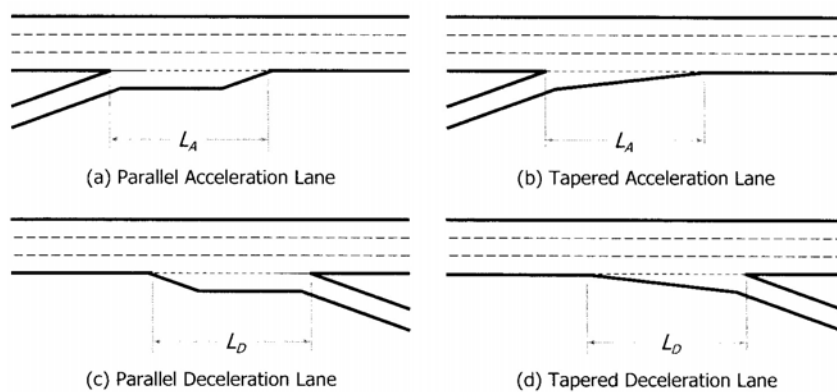 L_A
L_A
(a) Parallel Acceleration Lane
(b) Tapered Acceleration Lane
L_D
L_D
(c) Parallel Deceleration Lane
(d) Tapered Deceleration Lane